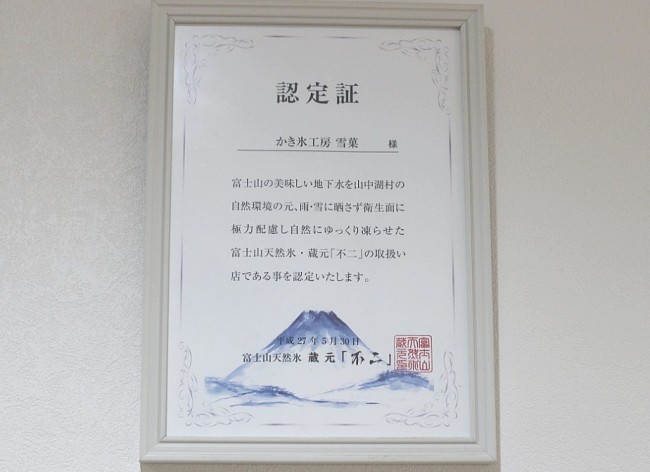 認定証
かき氷工房 雪菓 様
富士山の美味しい地下水を山中湖村の
自然環境の元、雨・雪に晒さず衛生面に
極力配慮し自然にゆっくり凍らせた
富士山天然氷・蔵元「不二」の取扱い
店である事を認定いたします。
平成27年5月30日
富士山天然氷 蔵元「不二」